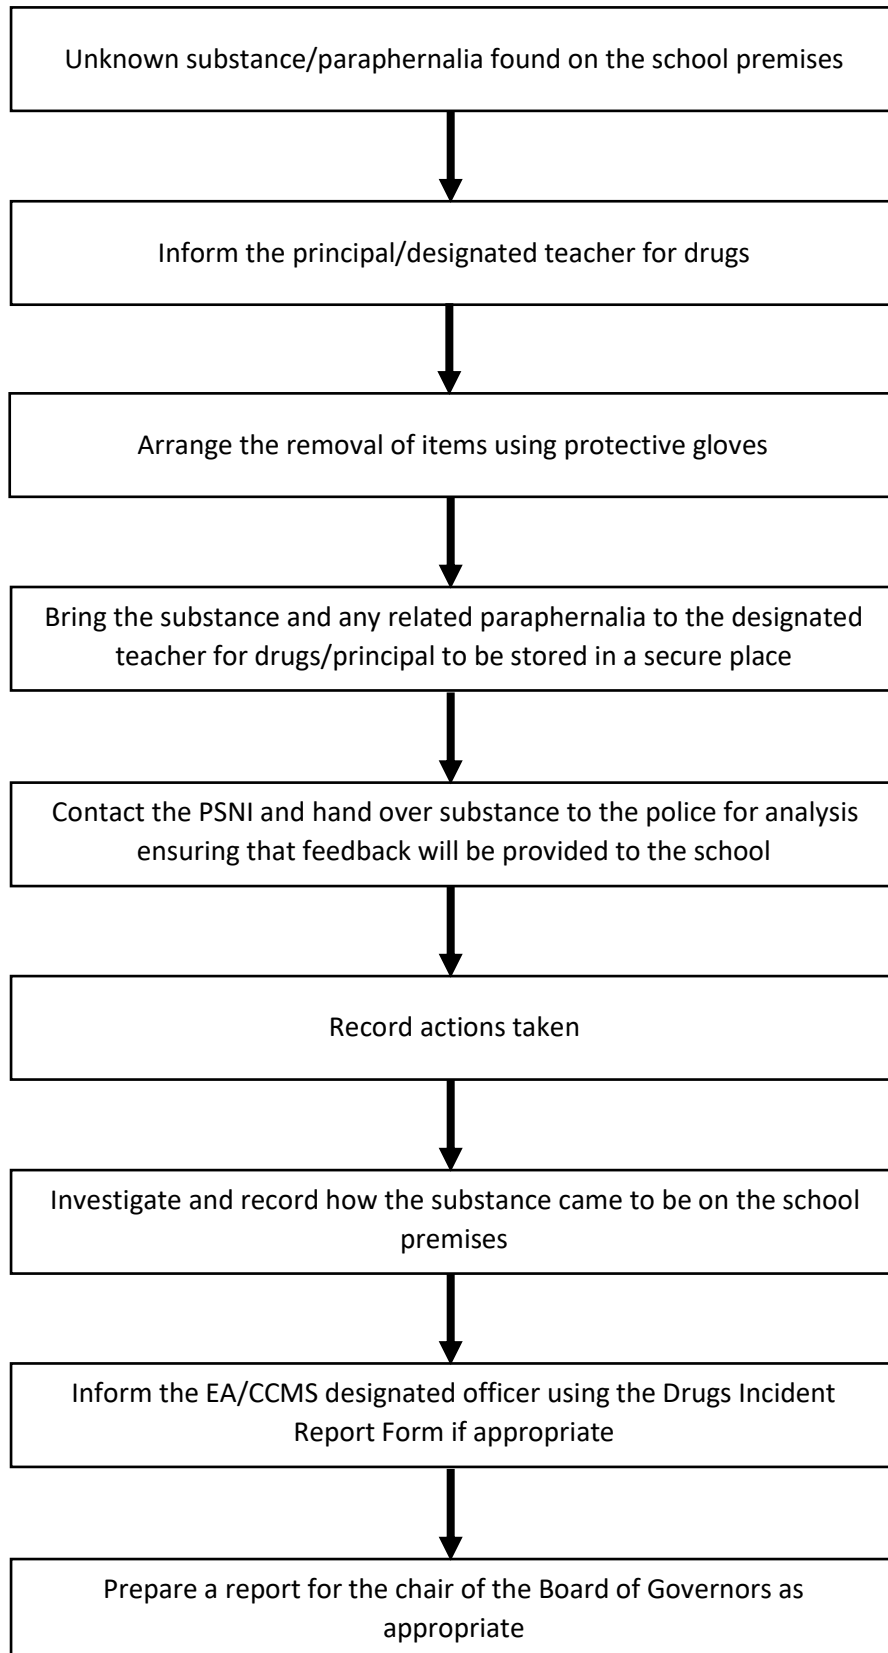 Unknown substance/paraphernalia found on the school premises
Inform the principal/designated teacher for drugs
Arrange the removal of items using protective gloves
Bring the substance and any related paraphernalia to the designated
teacher for drugs/principal to be stored in a secure place
Contact the PSNI and hand over substance to the police for analysis
ensuring that feedback will be provided to the school
Record actions taken
Investigate and record how the substance came to be on the school
premises
Inform the EA/CCMS designated officer using the Drugs Incident
Report Form if appropriate
Prepare a report for the chair of the Board of Governors as
appropriate